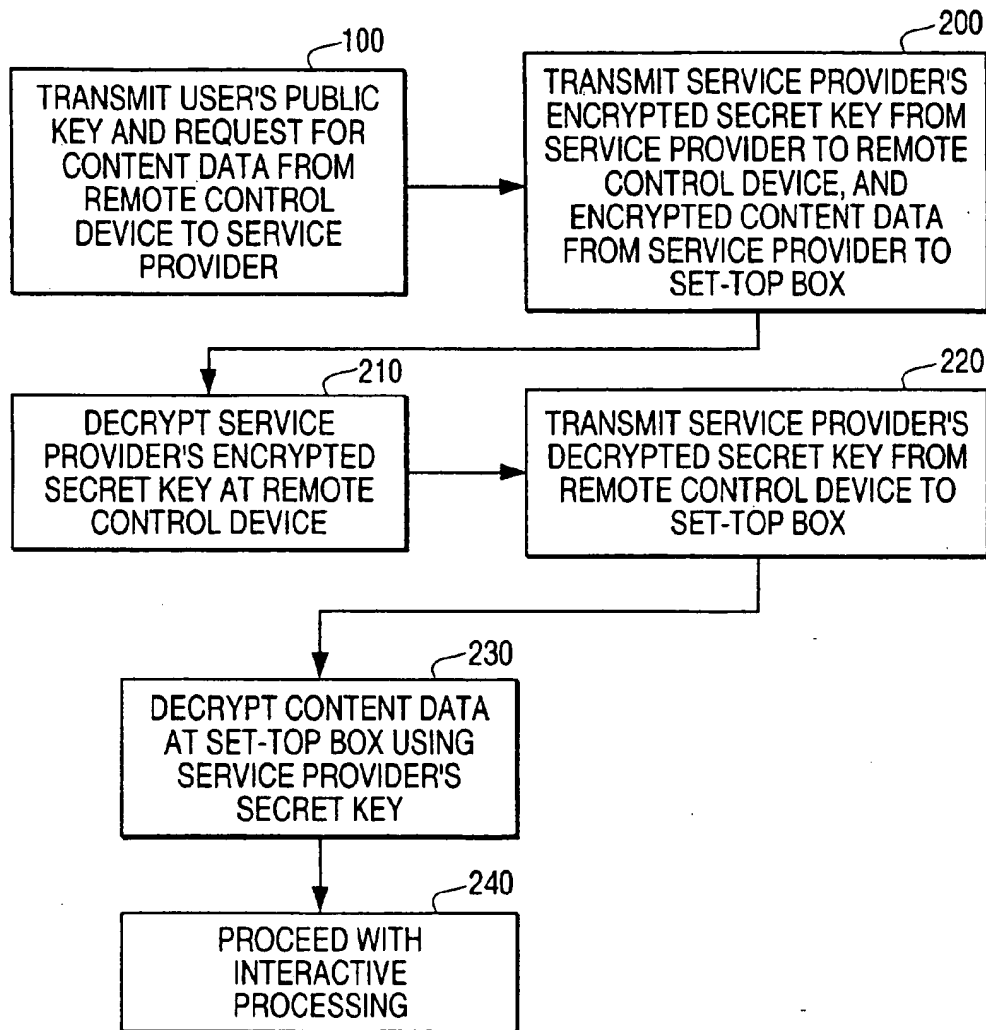 100
TRANSMIT USER'S PUBLIC
KEY AND REQUEST FOR
CONTENT DATA FROM
REMOTE CONTROL
DEVICE TO SERVICE
PROVIDER
200
TRANSMIT SERVICE PROVIDER'S
ENCRYPTED SECRET KEY FROM
SERVICE PROVIDER TO REMOTE
CONTROL DEVICE, AND
ENCRYPTED CONTENT DATA
FROM SERVICE PROVIDER TO
SET-TOP BOX
210
DECRYPT SERVICE
PROVIDER'S ENCRYPTED
SECRET KEY AT REMOTE
CONTROL DEVICE
220
TRANSMIT SERVICE PROVIDER'S
DECRYPTED SECRET KEY FROM
REMOTE CONTROL DEVICE TO
SET-TOP BOX
230
DECRYPT CONTENT DATA
AT SET-TOP BOX USING
SERVICE PROVIDER'S
SECRET KEY
240
PROCEED WITH
INTERACTIVE
PROCESSING